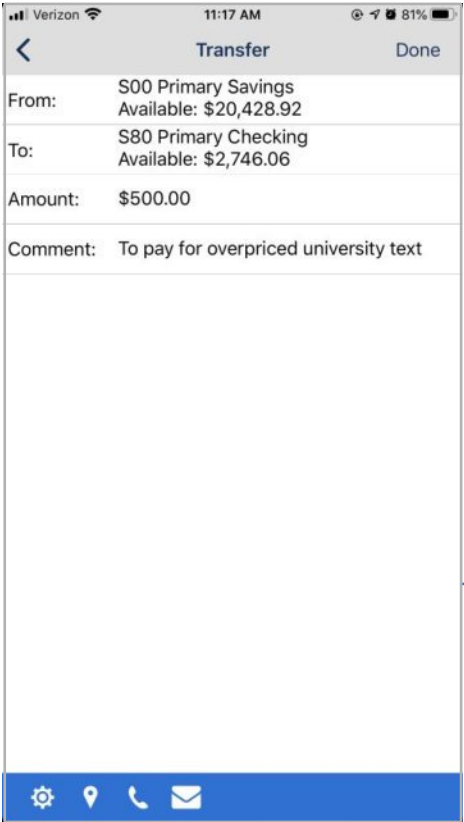 Verizon 11:17 AM 81%
Transfer Done
From: S00 Primary Savings
Available: $20,428.92
To: S80 Primary Checking
Available: $2,746.06
Amount: $500.00
Comment: To pay for overpriced university text